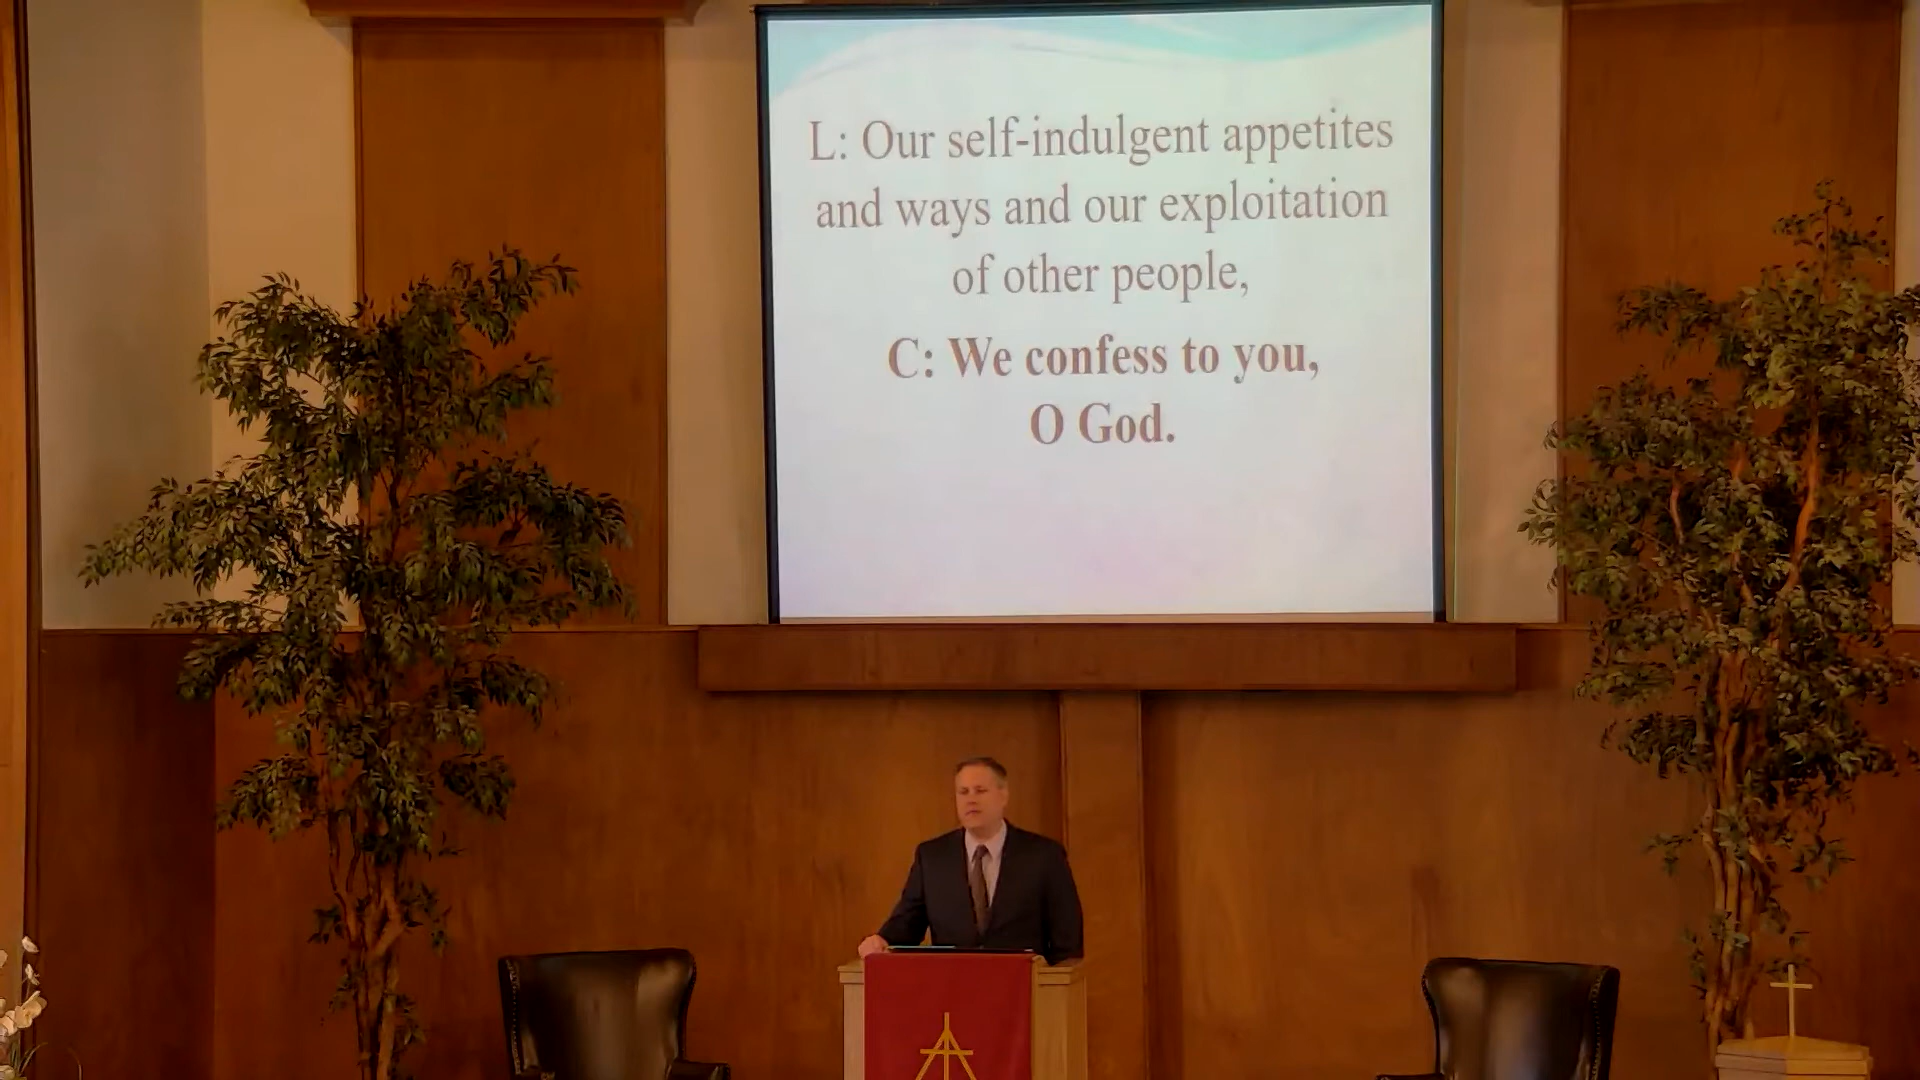 L: Our self-indulgent appetites
and ways and our exploitation
of other people,
C: We confess to you,
O God.